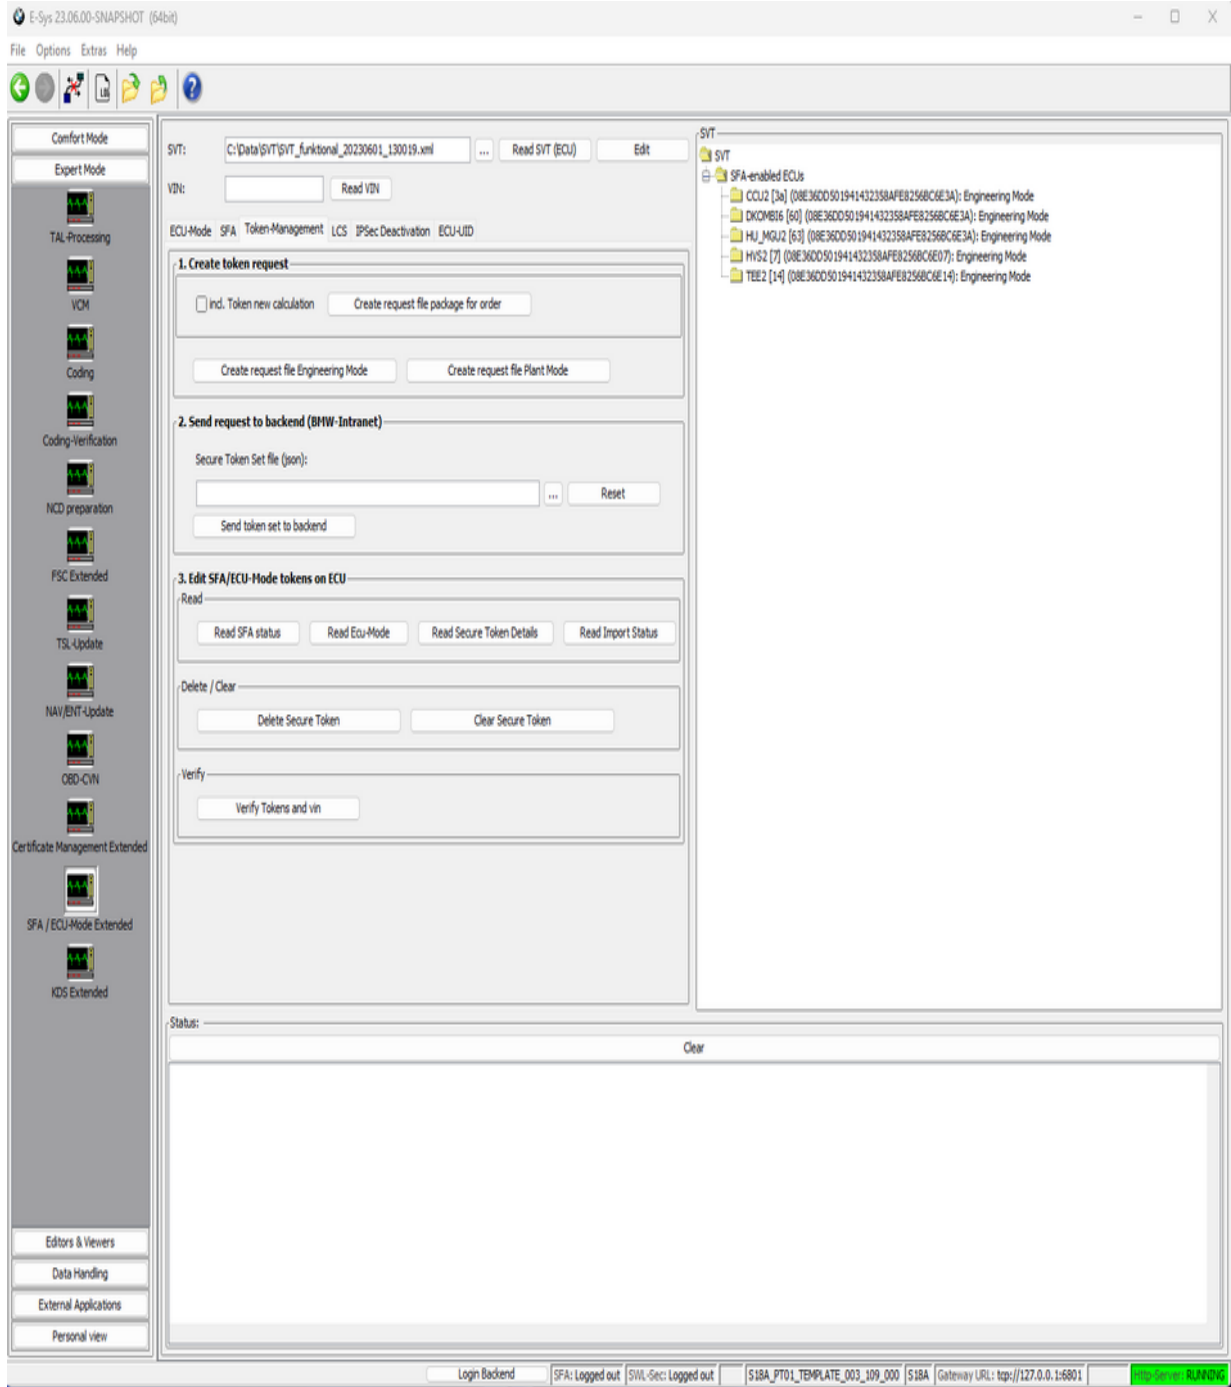 E-Sys 23.06.00-SNAPSHOT (64bit)
File Options Extras Help
Comfort Mode
Expert Mode
TAL-Processing
VCM
Coding
Coding-Verification
NCD preparation
FSC Extended
TSL-Update
NAV/ENT-Update
OBD-CVN
Certificate Management Extended
SFA / ECU-Mode Extended
KDS Extended
Editors & Viewers
Data Handling
External Applications
Personal view
SVT: C:\Data\SVT\SVT_funktional_20230601_130019.xml ... Read SVT (ECU) Edit
VIN: Read VIN
ECU-Mode SFA Token-Management LCS IPSec Deactivation ECU-UID
1. Create token request
incl. Token new calculation Create request file package for order
Create request file Engineering Mode Create request file Plant Mode
2. Send request to backend (BMW-Intranet)
Secure Token Set file (json):
... Reset
Send token set to backend
3. Edit SFA/ECU-Mode tokens on ECU
Read
Read SFA status Read Ecu-Mode Read Secure Token Details Read Import Status
Delete / Clear
Delete Secure Token Clear Secure Token
Verify
Verify Tokens and vin
SVT
SVT
SFA-enabled ECUs
CCU2 [3a] (08E36DD501941432358AFE8256BC6E3A): Engineering Mode
DKOMBI6 [60] (08E36DD501941432358AFE8256BC6E3A): Engineering Mode
HU_MGU2 [63] (08E36DD501941432358AFE8256BC6E3A): Engineering Mode
HVS2 [7] (08E36DD501941432358AFE8256BC6E07): Engineering Mode
TEE2 [14] (08E36DD501941432358AFE8256BC6E14): Engineering Mode
Status:
Clear
Login Backend SFA: Logged out SWL-Sec: Logged out S18A_PT01_TEMPLATE_003_109_000 S18A Gateway URL: tcp://127.0.0.1:6801 Http-Server: RUNNING